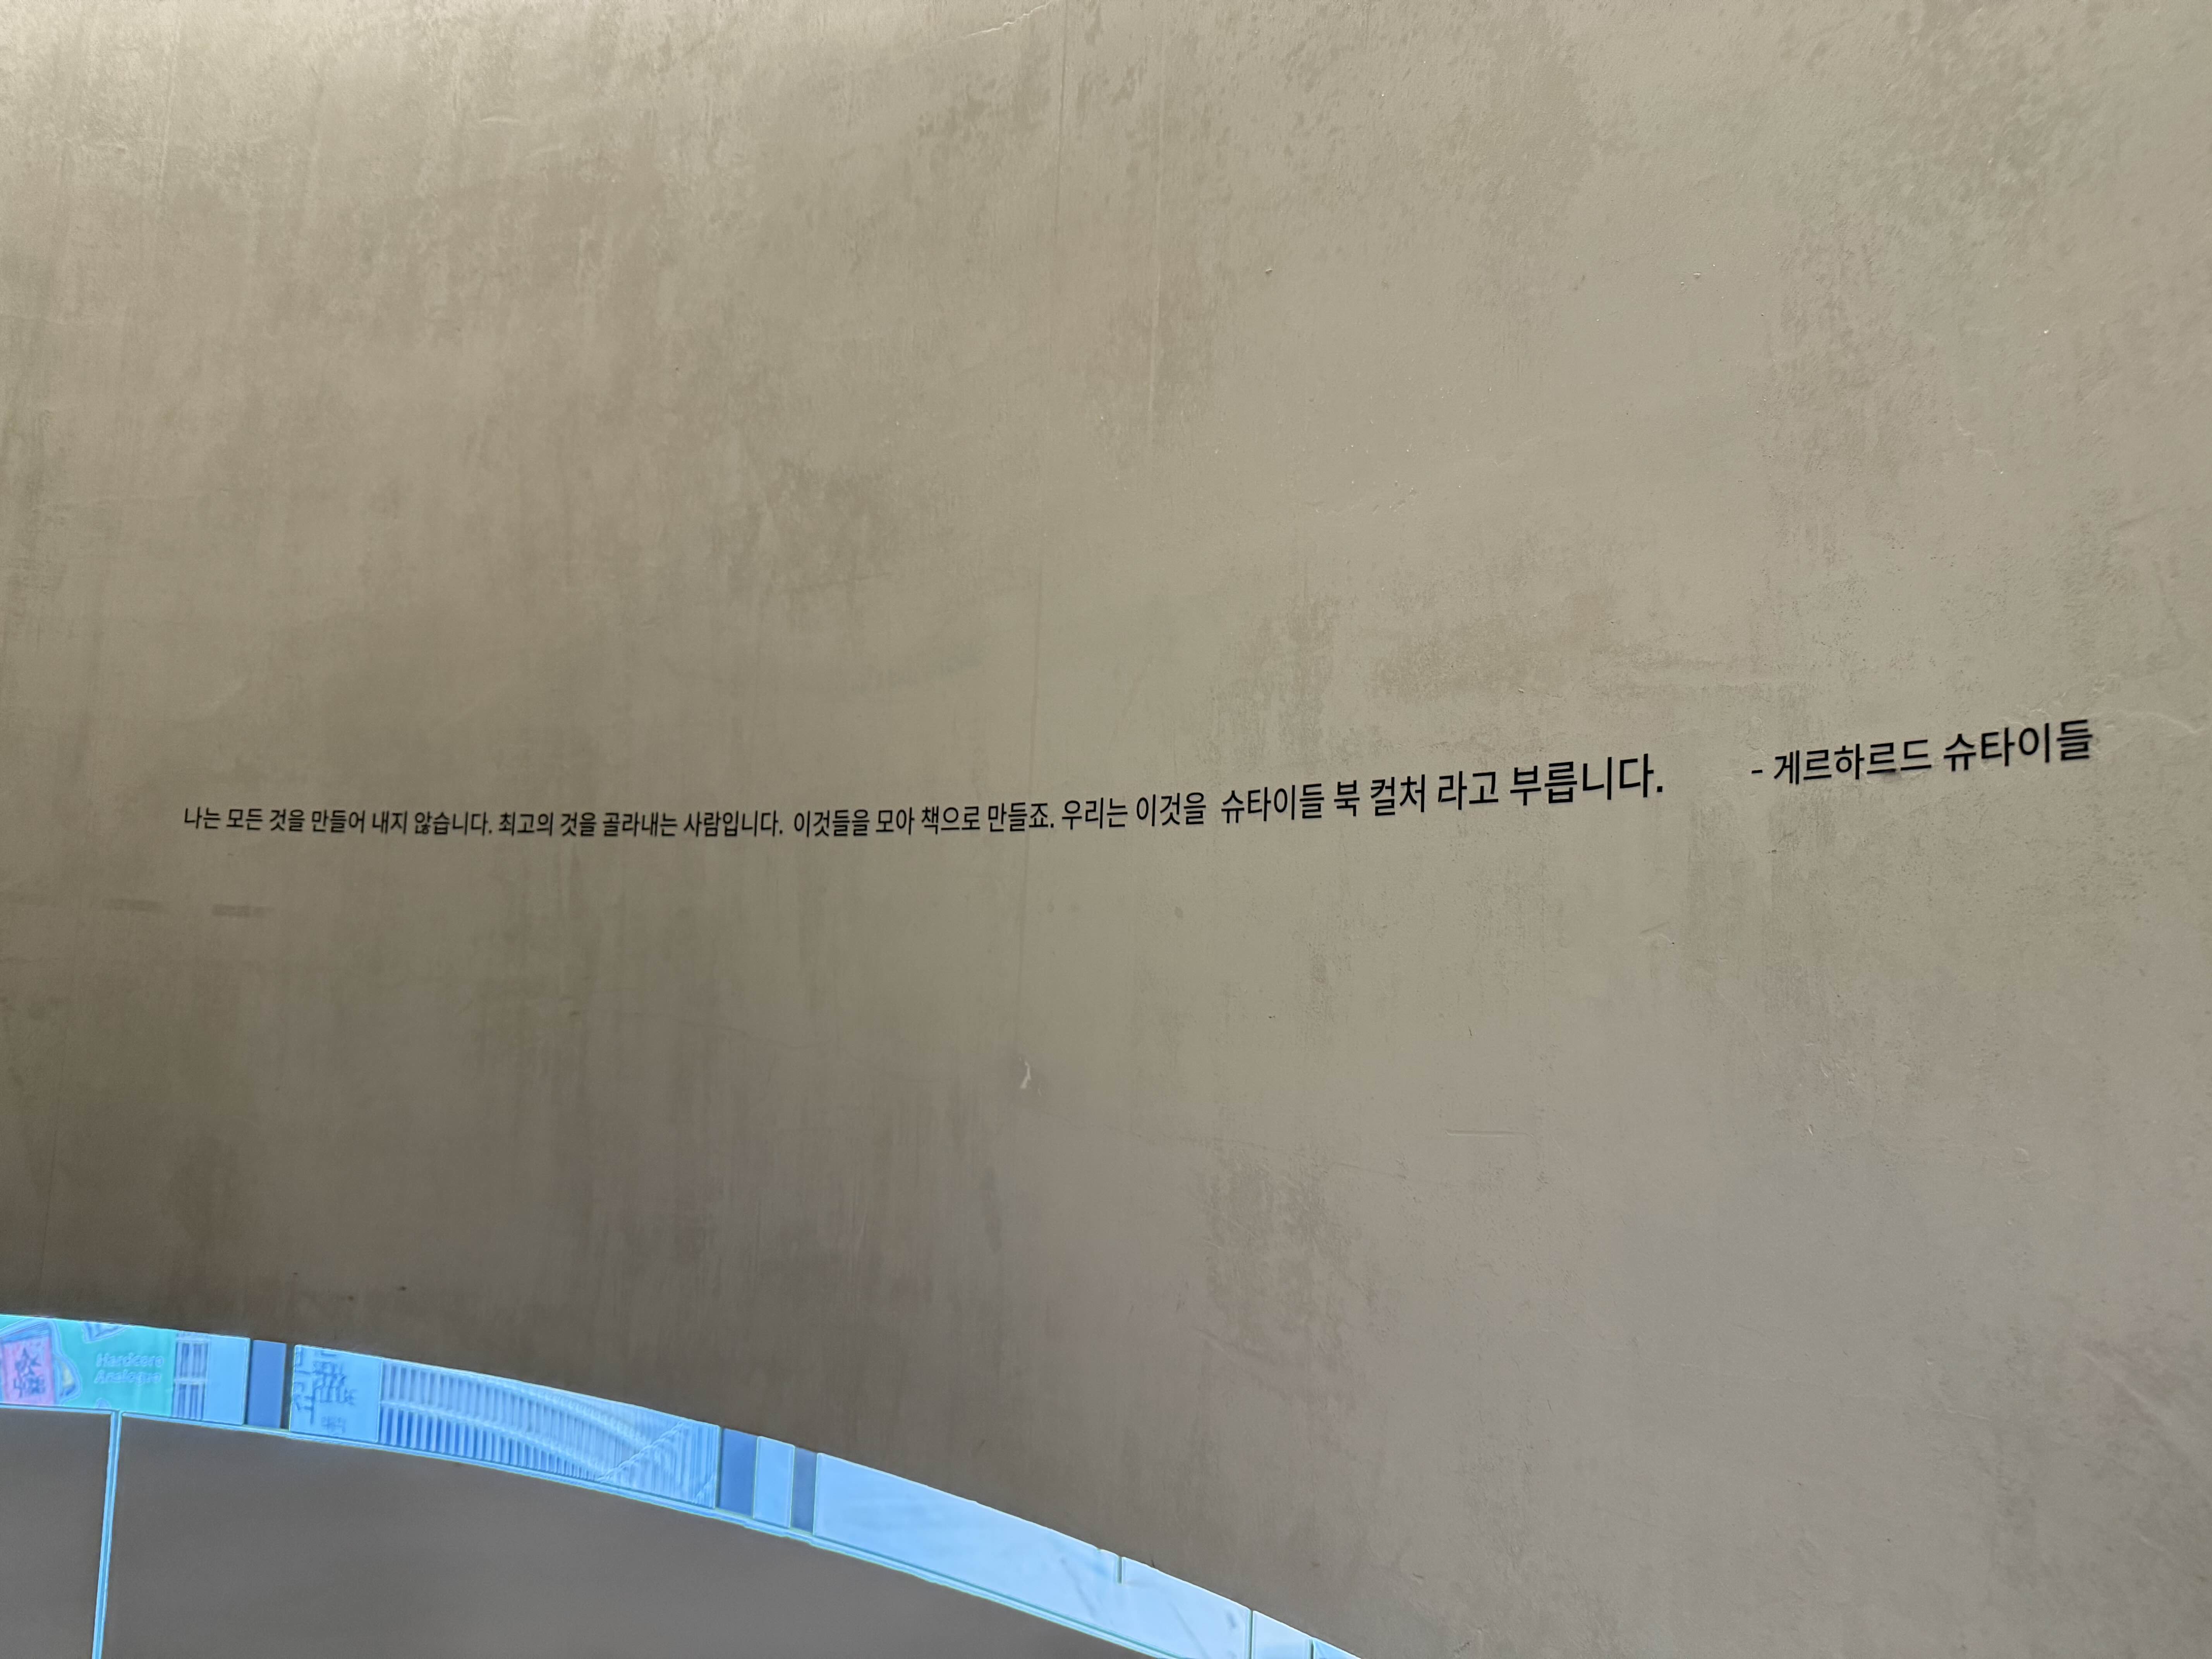 나는 모든 것을 만들어 내지 않습니다. 최고의 것을 골라내는 사람입니다. 이것들을 모아 책으로 만들죠. 우리는 이것을 슈타이들 북 컬처 라고 부릅니다. - 게르하르드 슈타이들
Hardcore
Analogue